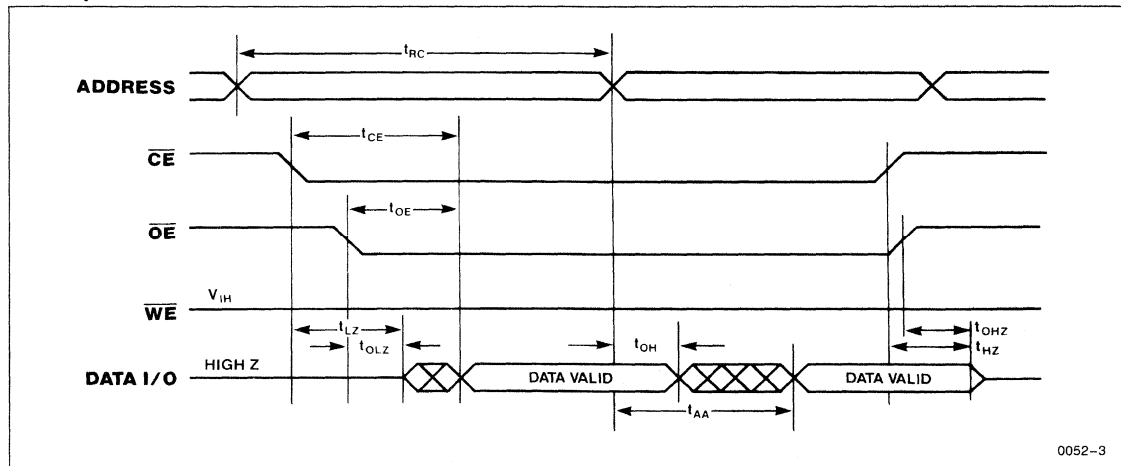 tRC
ADDRESS
tCE
CE
tOE
OE
VIH
WE
tLZ
tOHZ
tOLZ
tOH
tHZ
HIGH Z
DATA I/O
DATA VALID
DATA VALID
tAA
0052-3